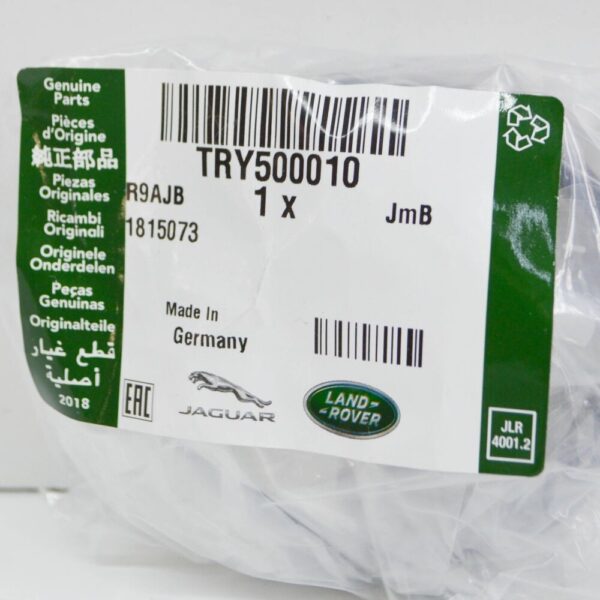 Genuine
Parts
Pièces
d'Origine
純正部品
Piezas
Originales
Ricambi
Originali
Originele
Onderdelen
Peças
Genuinas
Originalteile
قطع غيار
أصلية
2018
TRY500010
R9AJB
1 x
JmB
1815073
Made In
Germany
EAC
JAGUAR
LAND-
-ROVER
JLR
4001.2